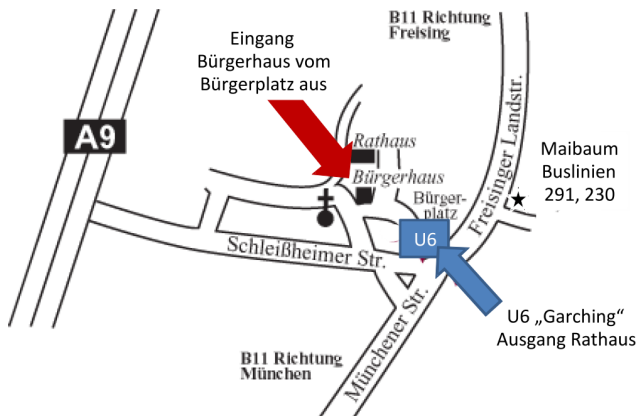 B11 Richtung
Freising
Eingang
Bürgerhaus vom
Bürgerplatz aus
A9
Rathaus
Bürgerhaus
Bürger-
platz
Freisinger Landstr.
Maibaum
Buslinien
291, 230
U6
Schleißheimer Str.
Münchener Str.
U6 „Garching“
Ausgang Rathaus
B11 Richtung
München